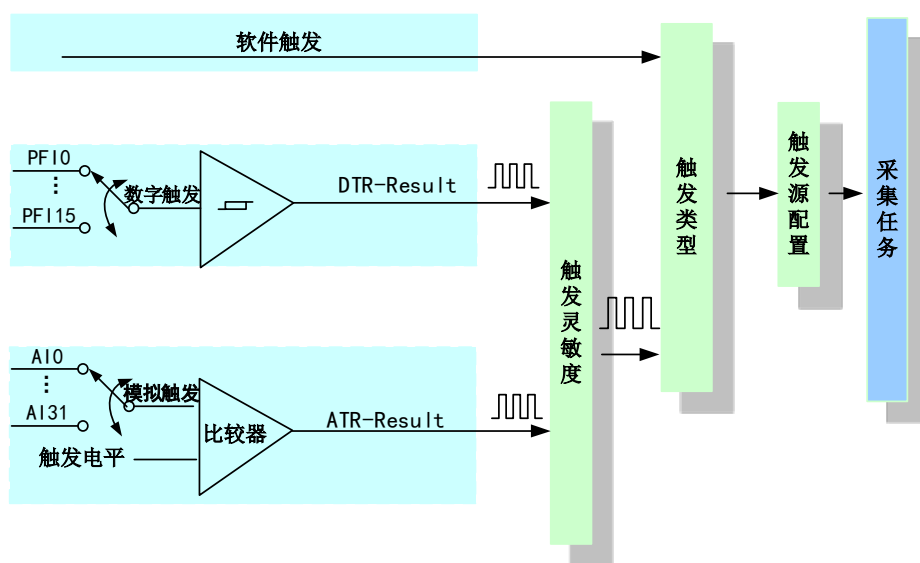 软件触发
PFI0
⋮
PFI15
数字触发
DTR-Result
AI0
⋮
AI31
模拟触发
触发电平
比较器
ATR-Result
触发灵敏度
触发类型
触发源配置
采集任务